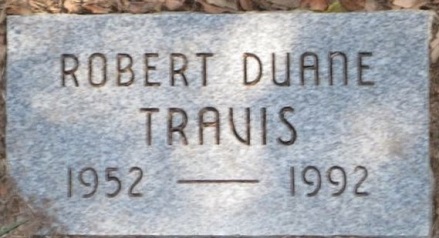 ROBERT DUANE
TRAVIS
1952 — 1992